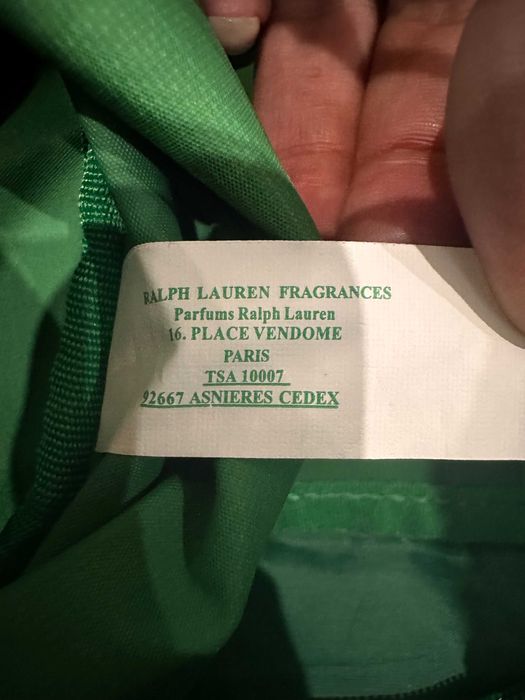 RALPH LAUREN FRAGRANCES
Parfums Ralph Lauren
16. PLACE VENDOME
PARIS
TSA 10007
92667 ASNIERES CEDEX